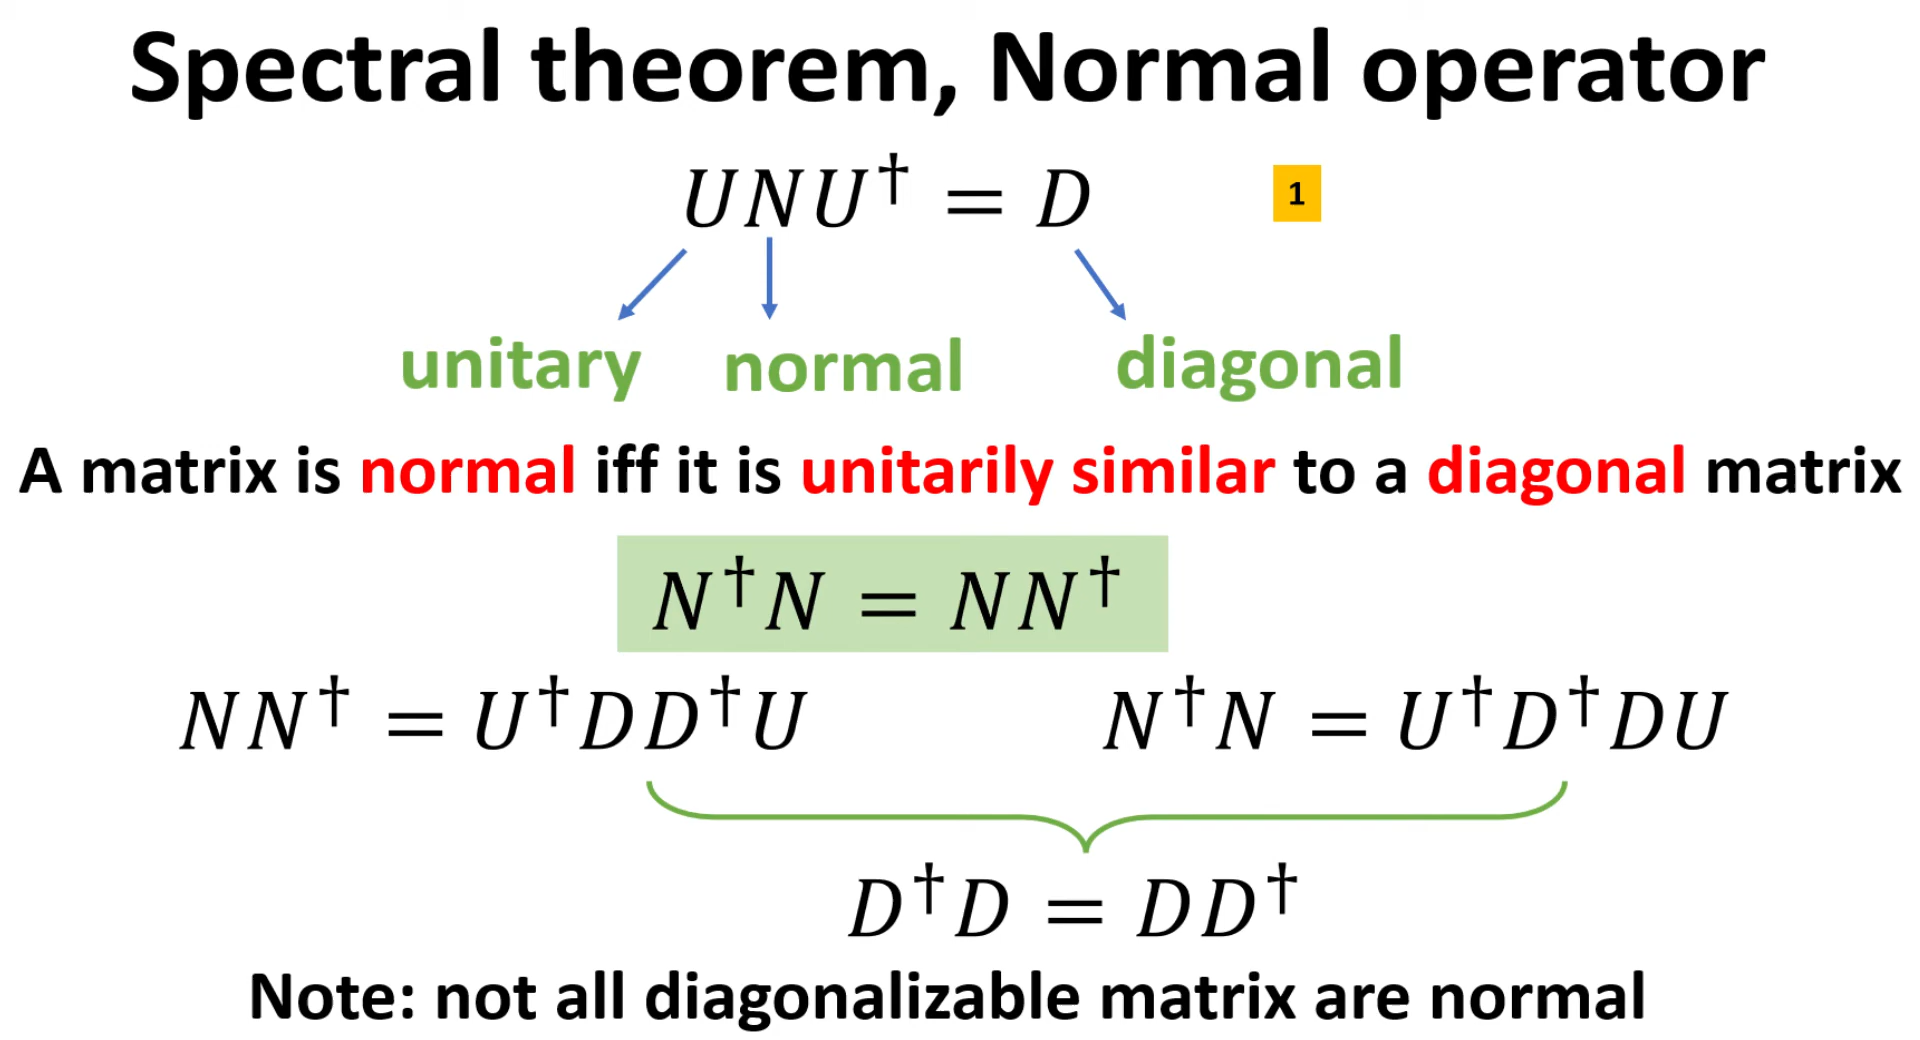 Spectral theorem, Normal operator
UNU† = D
1
unitary normal diagonal
A matrix is normal iff it is unitarily similar to a diagonal matrix
N†N = NN†
NN† = U†DD†U N†N = U†D†DU
D†D = DD†
Note: not all diagonalizable matrix are normal